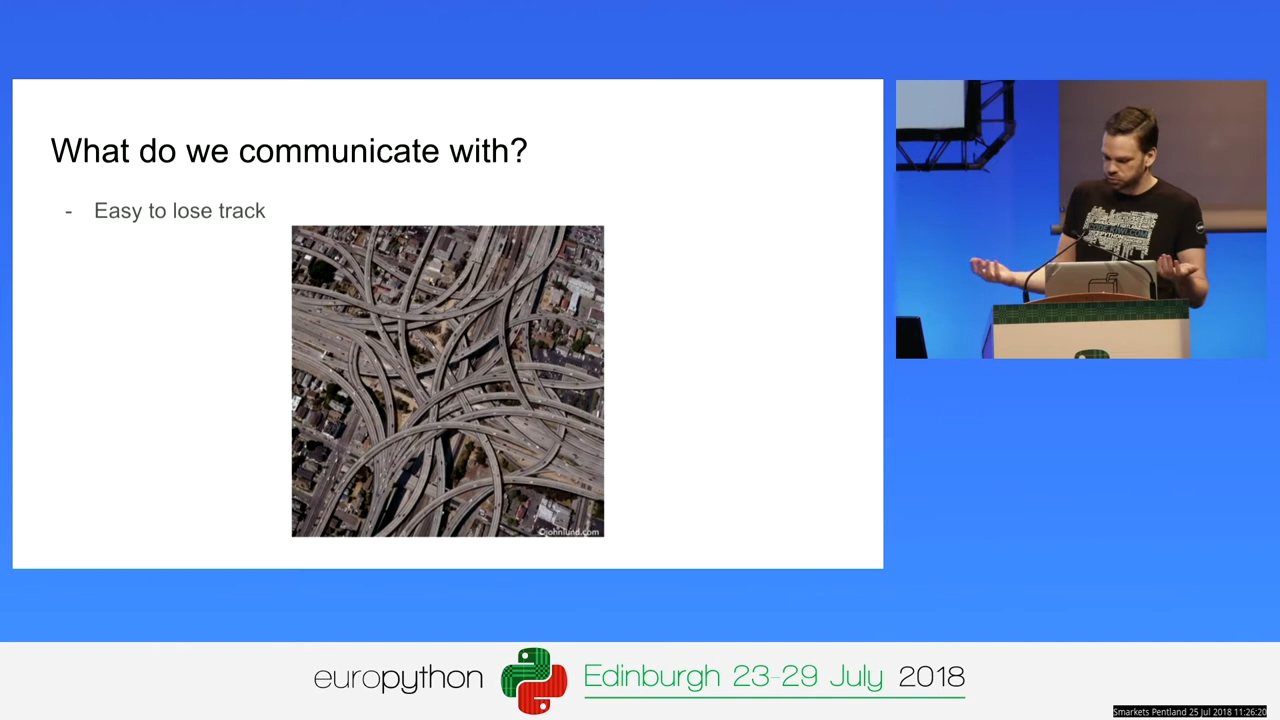 What do we communicate with?
- Easy to lose track
©johnlund.com
europython
Edinburgh 23-29 July 2018
Smarkets Pentland 25 Jul 2018 11:26:20